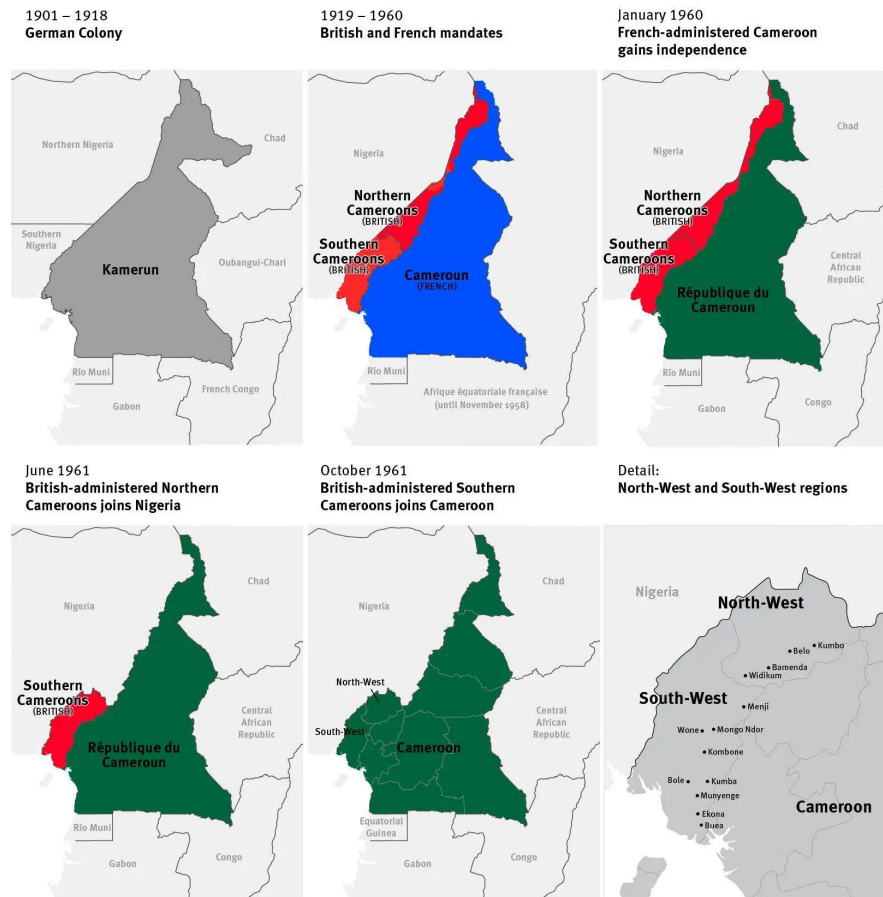 1901 – 1918
German Colony
Northern Nigeria
Chad
Southern
Nigeria
Kamerun
Oubangui-Chari
Río Muni
Gabon
French Congo
1919 – 1960
British and French mandates
Nigeria
Northern
Cameroons
(BRITISH)
Southern
Cameroons
(BRITISH)
Cameroun
(FRENCH)
Río Muni
Afrique équatoriale française
(until November 1958)
January 1960
French-administered Cameroon
gains independence
Nigeria
Chad
Northern
Cameroons
(BRITISH)
Southern
Cameroons
(BRITISH)
Central
African
Republic
République du
Cameroun
Río Muni
Gabon
Congo
June 1961
British-administered Northern
Cameroons joins Nigeria
Nigeria
Chad
Southern
Cameroons
(BRITISH)
Central
African
Republic
République du
Cameroun
Río Muni
Gabon
Congo
October 1961
British-administered Southern
Cameroons joins Cameroon
Nigeria
Chad
North-West
South-West
Cameroon
Central
African
Republic
Equatorial
Guinea
Gabon
Congo
Detail:
North-West and South-West regions
Nigeria
North-West
Kumbo
Belo
Bamenda
Widikum
South-West
Menji
Wone
Mongo Ndor
Kombone
Bole
Kumba
Munyenge
Cameroon
Ekona
Buea